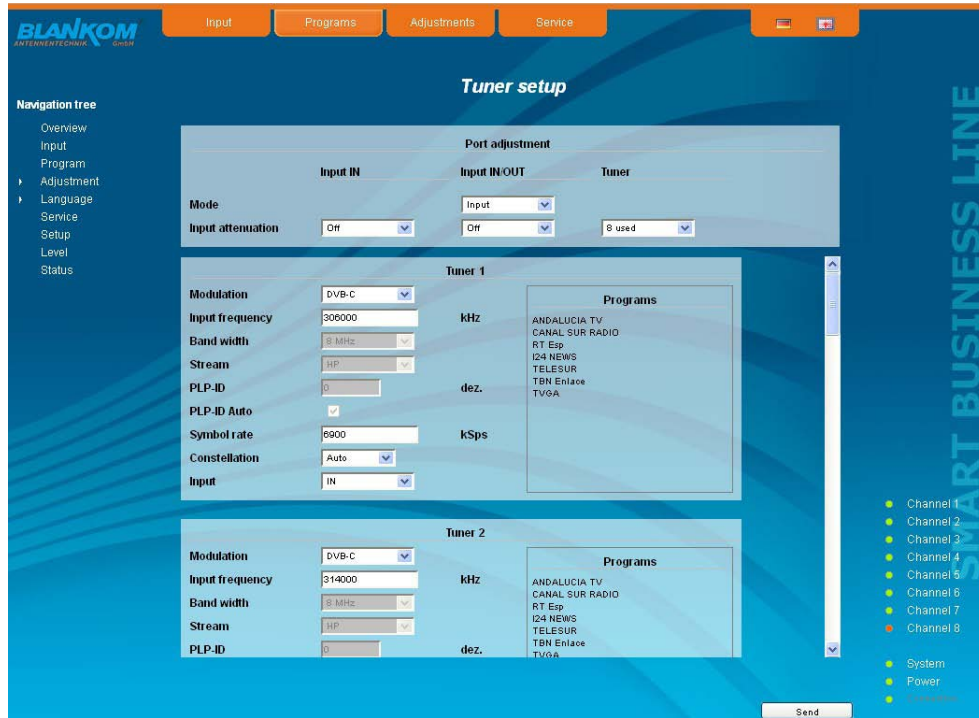 BLANKOM
ANTENNENTECHNIK GmbH
Input
Programs
Adjustments
Service
Tuner setup
Navigation tree
Overview
Input
Program
Adjustment
Language
Service
Setup
Level
Status
Port adjustment
Input IN
Input IN/OUT
Tuner
Mode
Input
Input attenuation
Off
Off
8 used
Tuner 1
Modulation
DVB-C
Input frequency
306000
kHz
Band width
8 MHz
Stream
HP
PLP-ID
0
dez.
PLP-ID Auto
Symbol rate
6900
kSps
Constellation
Auto
Input
IN
Programs
ANDALUCIA TV
CANAL SUR RADIO
RT Esp
I24 NEWS
TELESUR
TBN Enlace
TVGA
Tuner 2
Modulation
DVB-C
Input frequency
314000
kHz
Band width
8 MHz
Stream
HP
PLP-ID
0
dez.
Programs
ANDALUCIA TV
CANAL SUR RADIO
RT Esp
I24 NEWS
TELESUR
TBN Enlace
TVGA
SMART BUSINESS LINE
Channel 1
Channel 2
Channel 3
Channel 4
Channel 5
Channel 6
Channel 7
Channel 8
System
Power
Send